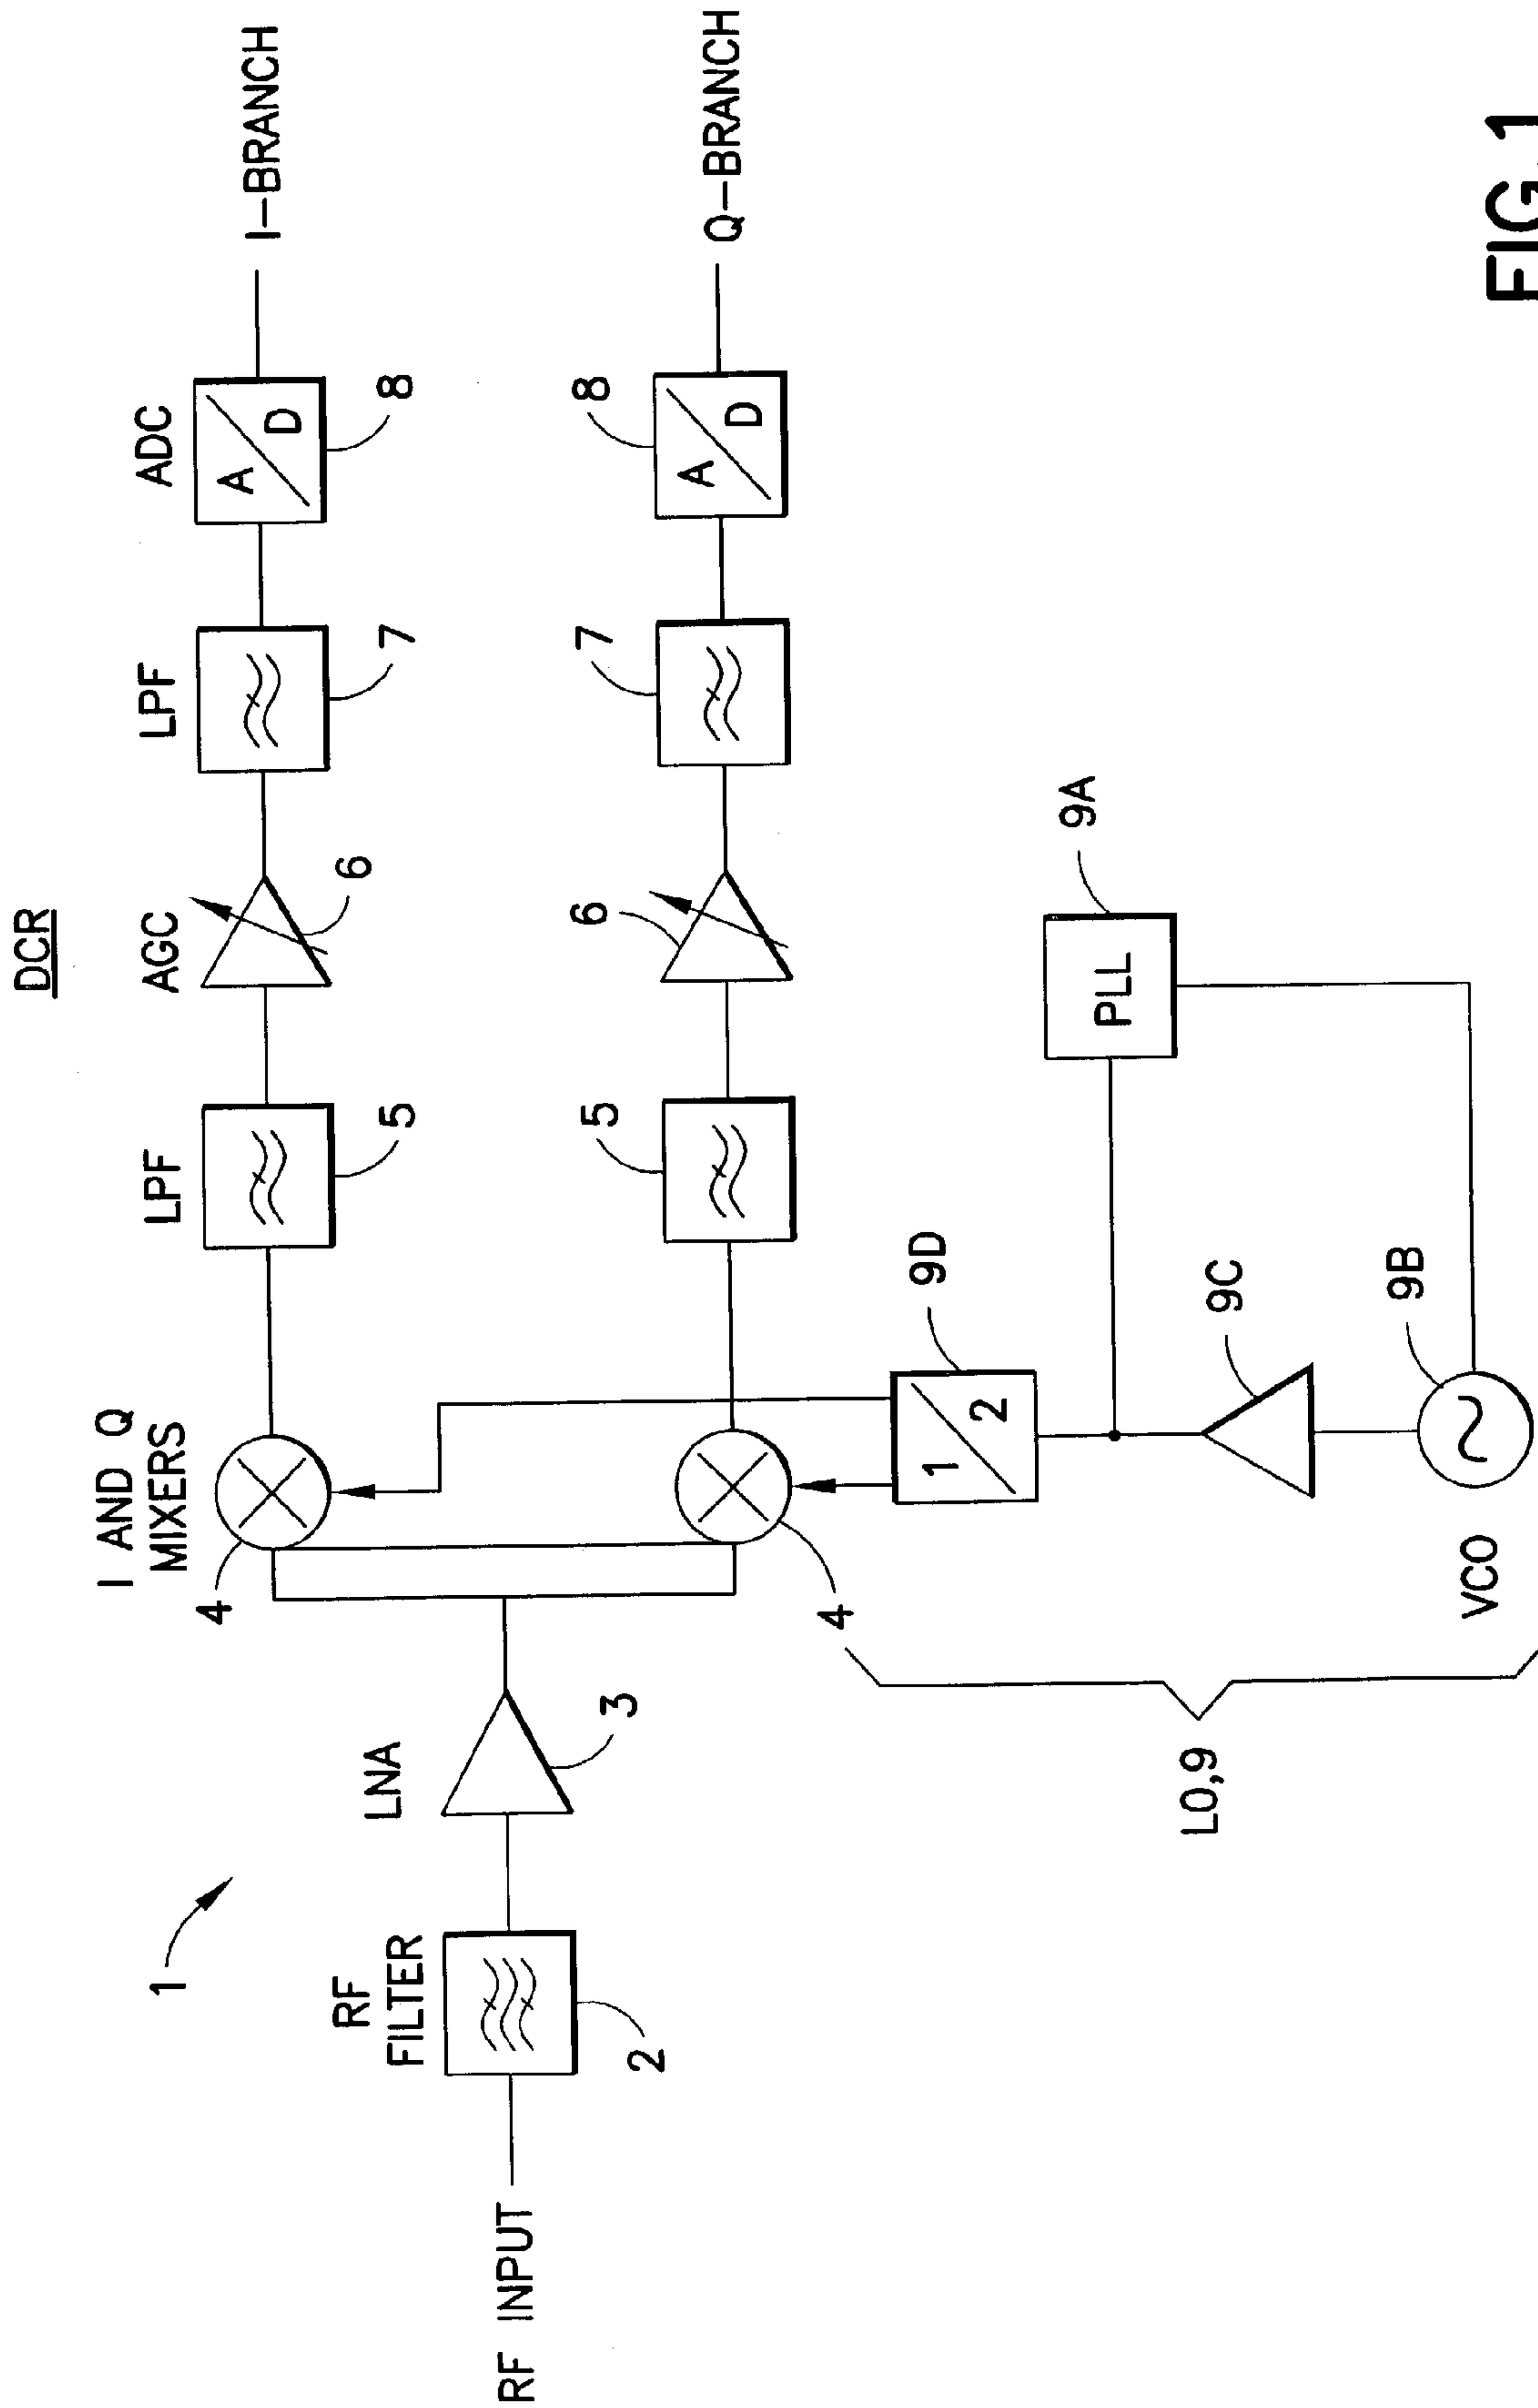 DCR
1
I AND Q
MIXERS
LPF
AGC
LPF
ADC
4
5
6
7
8
A
D
I-BRANCH
RF
FILTER
LNA
RF INPUT
2
3
4
5
6
7
8
A
D
Q-BRANCH
1
2
9D
LO,9
9C
PLL
9A
VCO
9B
FIG.1